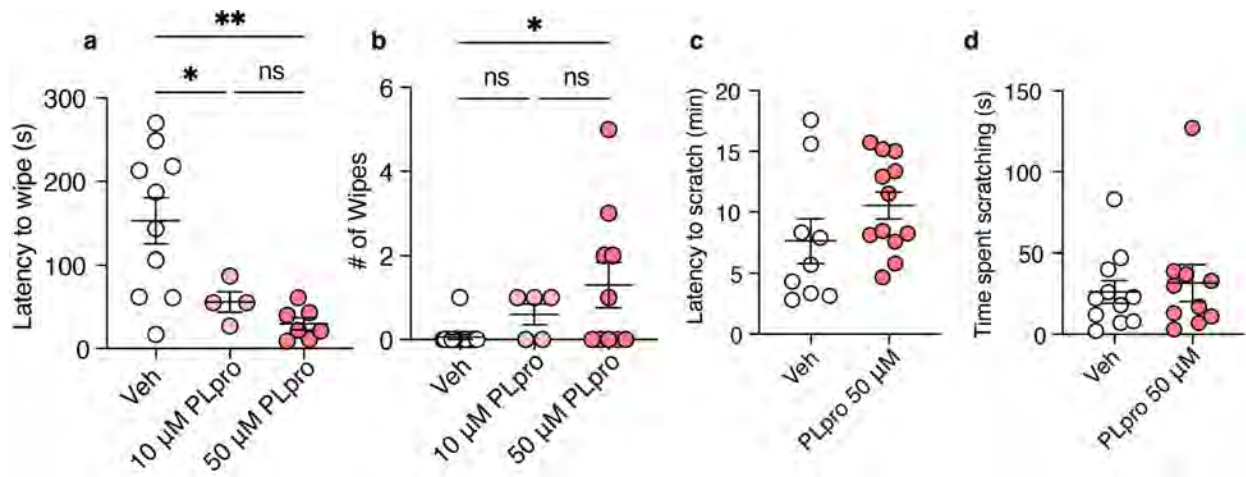 a
**
*
ns
Latency to wipe (s)
300
200
100
0
Veh
10 µM PLpro
50 µM PLpro
b
*
ns
ns
# of Wipes
6
4
2
0
Veh
10 µM PLpro
50 µM PLpro
c
Latency to scratch (min)
20
15
10
5
0
Veh
PLpro 50 µM
d
Time spent scratching (s)
150
100
50
0
Veh
PLpro 50 µM